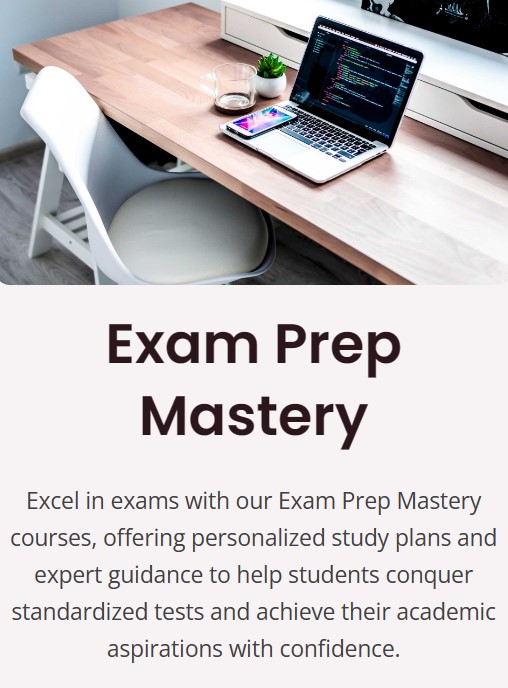 Exam Prep
Mastery
Excel in exams with our Exam Prep Mastery
courses, offering personalized study plans and
expert guidance to help students conquer
standardized tests and achieve their academic
aspirations with confidence.